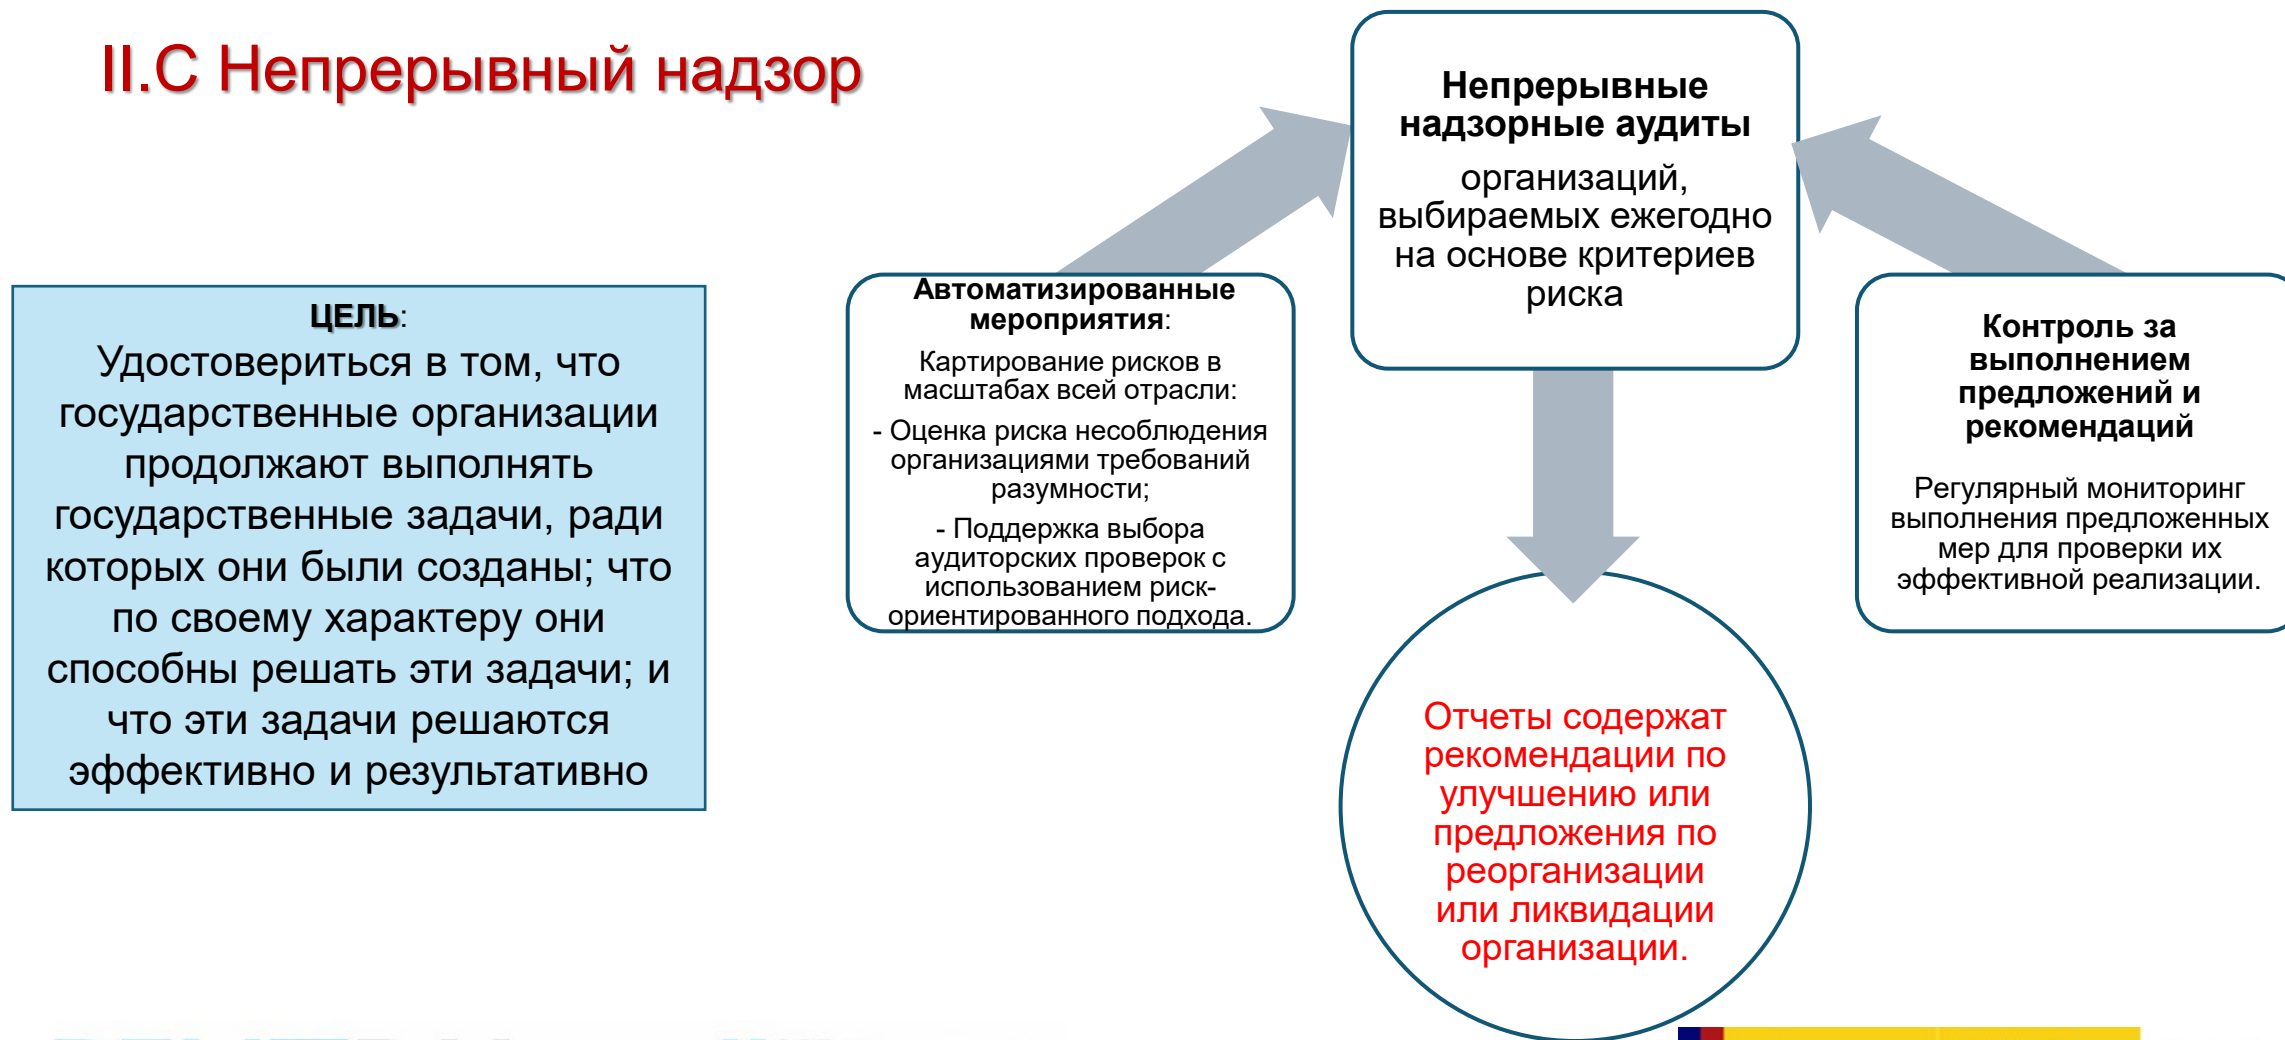 II.C Непрерывный надзор
ЦЕЛЬ:
Удостовериться в том, что
государственные организации
продолжают выполнять
государственные задачи, ради
которых они были созданы; что
по своему характеру они
способны решать эти задачи; и
что эти задачи решаются
эффективно и результативно
Автоматизированные
мероприятия:
Картирование рисков в
масштабах всей отрасли:
- Оценка риска несоблюдения
организациями требований
разумности;
- Поддержка выбора
аудиторских проверок с
использованием риск-
ориентированного подхода.
Непрерывные
надзорные аудиты
организаций,
выбираемых ежегодно
на основе критериев
риска
Контроль за
выполнением
предложений и
рекомендаций
Регулярный мониторинг
выполнения предложенных
мер для проверки их
эффективной реализации.
Отчеты содержат
рекомендации по
улучшению или
предложения по
реорганизации
или ликвидации
организации.